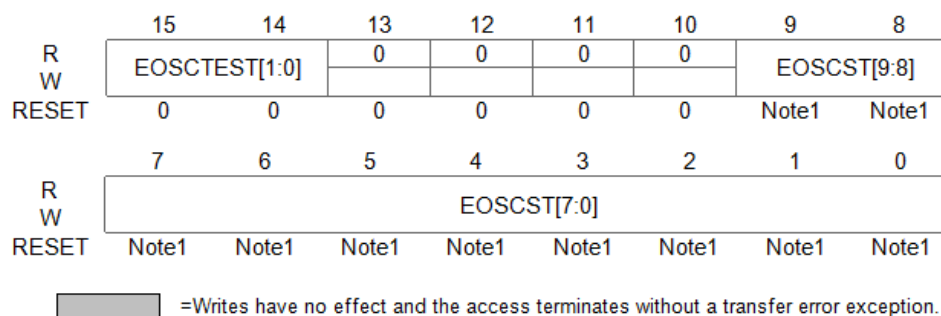 15 14 13 12 11 10 9 8
R
W
EOSCTEST[1:0] 0 0 0 0 EOSCST[9:8]
RESET 0 0 0 0 0 0 Note1 Note1
7 6 5 4 3 2 1 0
R
W
EOSCST[7:0]
RESET Note1 Note1 Note1 Note1 Note1 Note1 Note1 Note1
=Writes have no effect and the access terminates without a transfer error exception.